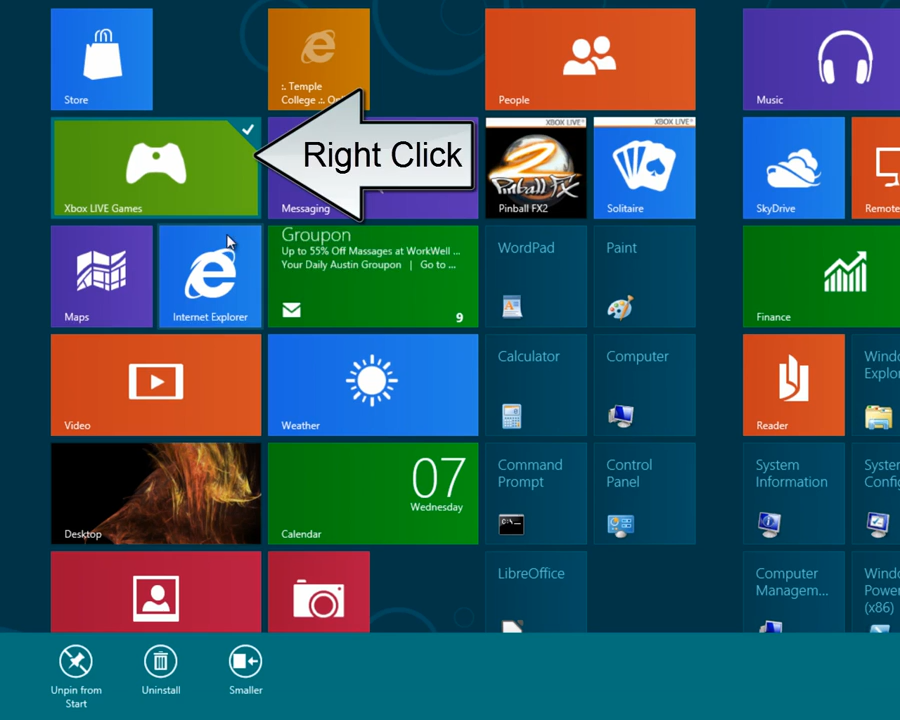 Store
:. Temple
College .:. O
People
Music
Right Click
Xbox LIVE Games
Messaging
XBOX LIVE
Pinball FX2
XBOX LIVE
Solitaire
SkyDrive
Remote
Maps
Internet Explorer
Groupon
Up to 55% Off Massages at WorkWell ...
Your Daily Austin Groupon | Go to ...
9
WordPad
Paint
Finance
Video
Weather
Calculator
Computer
Reader
Windo
Explor
Desktop
07
Wednesday
Calendar
Command
Prompt
Control
Panel
System
Information
System
Config
LibreOffice
Computer
Managem...
Windo
Power
(x86)
Unpin from
Start
Uninstall
Smaller